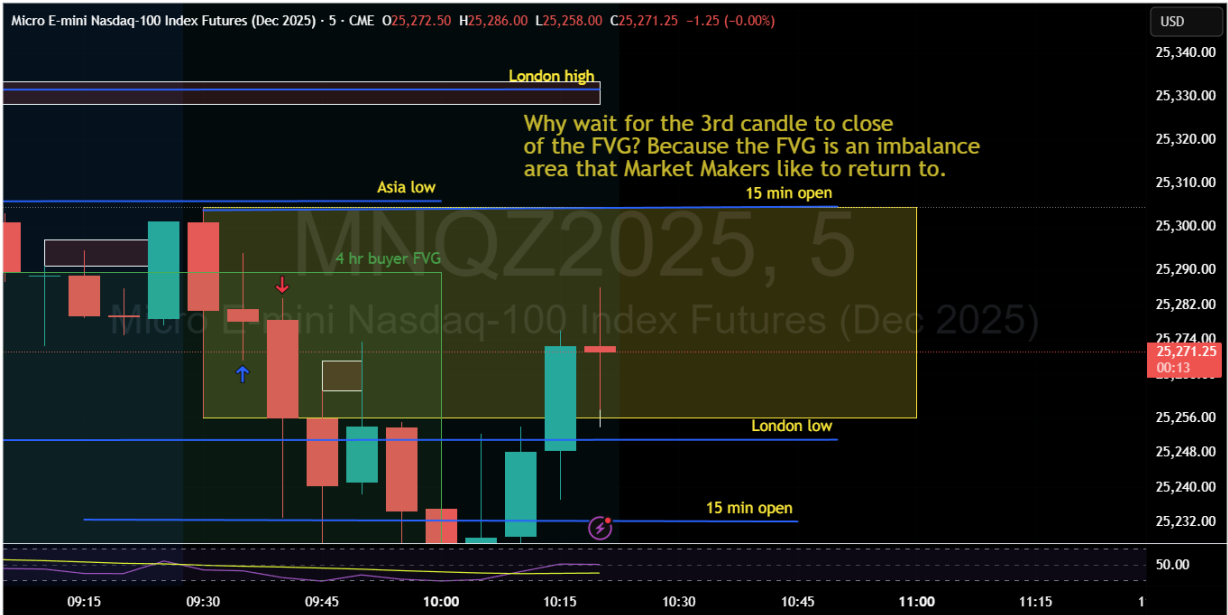 Micro E-mini Nasdaq-100 Index Futures (Dec 2025) · 5 · CME O25,272.50 H25,286.00 L25,258.00 C25,271.25 −1.25 (−0.00%)
USD
25,340.00
London high
25,330.00
Why wait for the 3rd candle to close
of the FVG? Because the FVG is an imbalance
area that Market Makers like to return to.
25,320.00
25,310.00
Asia low
15 min open
25,300.00
MNQZ2025, 5
4 hr buyer FVG
25,290.00
25,282.00
Micro E-mini Nasdaq-100 Index Futures (Dec 2025)
25,274.00
25,271.25
00:13
25,256.00
London low
25,248.00
25,240.00
15 min open
25,232.00
50.00
09:15 09:30 09:45 10:00 10:15 10:30 10:45 11:00 11:15 1